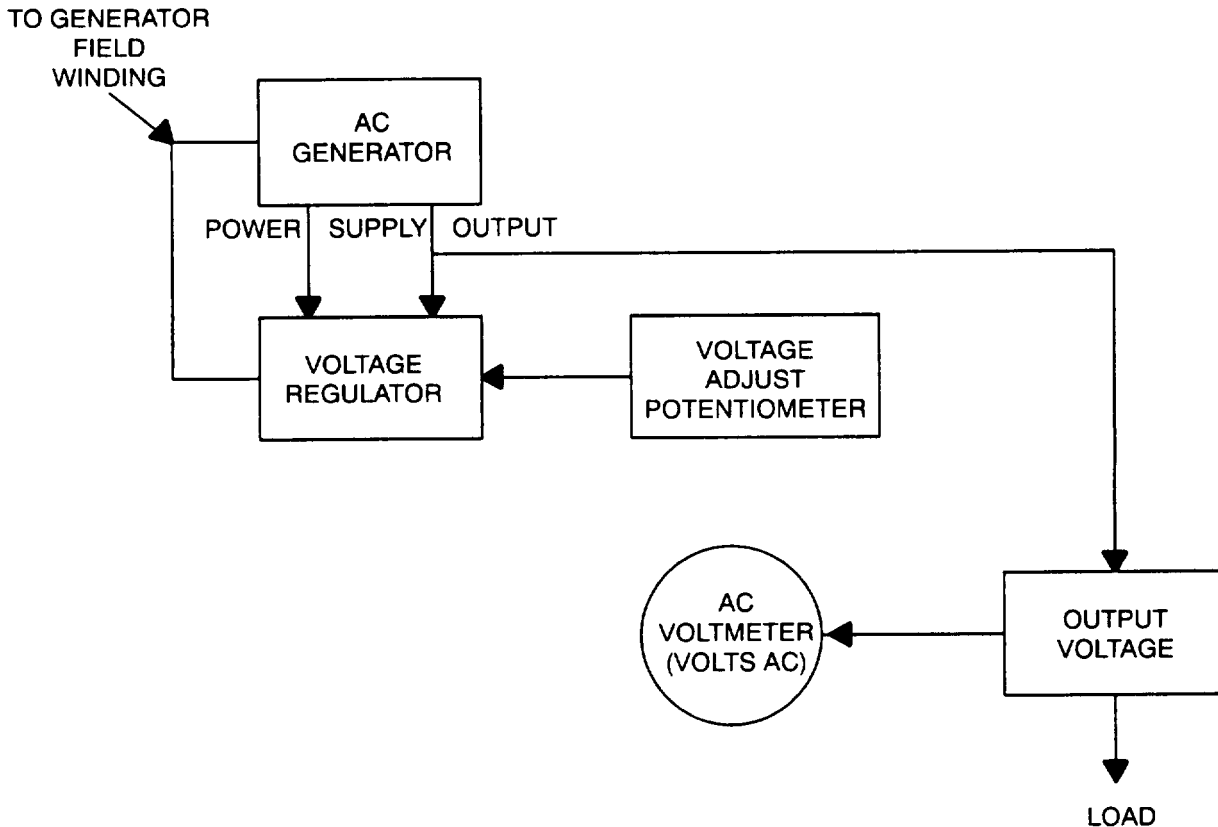 TO GENERATOR
FIELD
WINDING
AC
GENERATOR
POWER SUPPLY OUTPUT
VOLTAGE
REGULATOR
VOLTAGE
ADJUST
POTENTIOMETER
AC
VOLTMETER
(VOLTS AC)
OUTPUT
VOLTAGE
LOAD